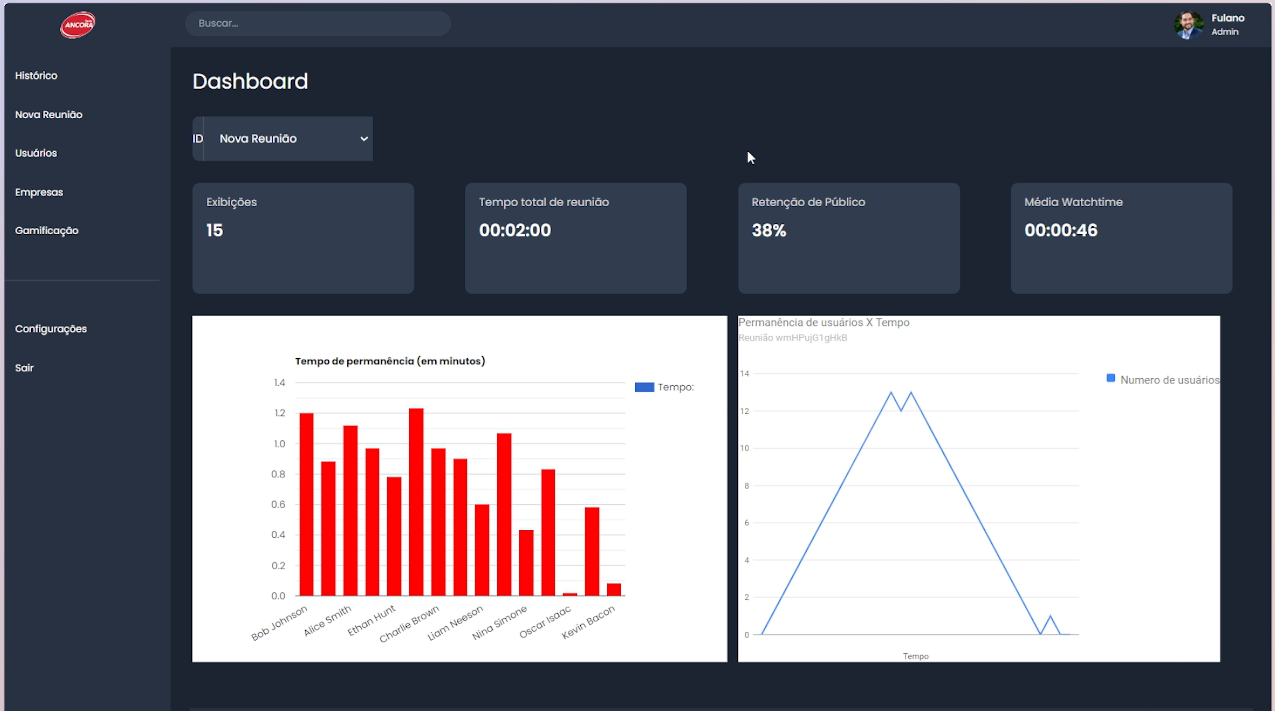 ANCORA
Buscar...
Fulano
Admin
Histórico
Nova Reunião
Usuários
Empresas
Gamificação
Configurações
Sair
Dashboard
ID
Nova Reunião
Exibições
15
Tempo total de reunião
00:02:00
Retenção de Público
38%
Média Watchtime
00:00:46
Tempo de permanência (em minutos)
1.4
1.2
1.0
0.8
0.6
0.4
0.2
0.0
Tempo:
Bob Johnson
Alice Smith
Ethan Hunt
Charlie Brown
Liam Neeson
Nina Simone
Oscar Isaac
Kevin Bacon
Permanência de usuários X Tempo
Reunião wmHPujG1gHkB
14
12
10
8
6
4
2
0
Numero de usuários
Tempo